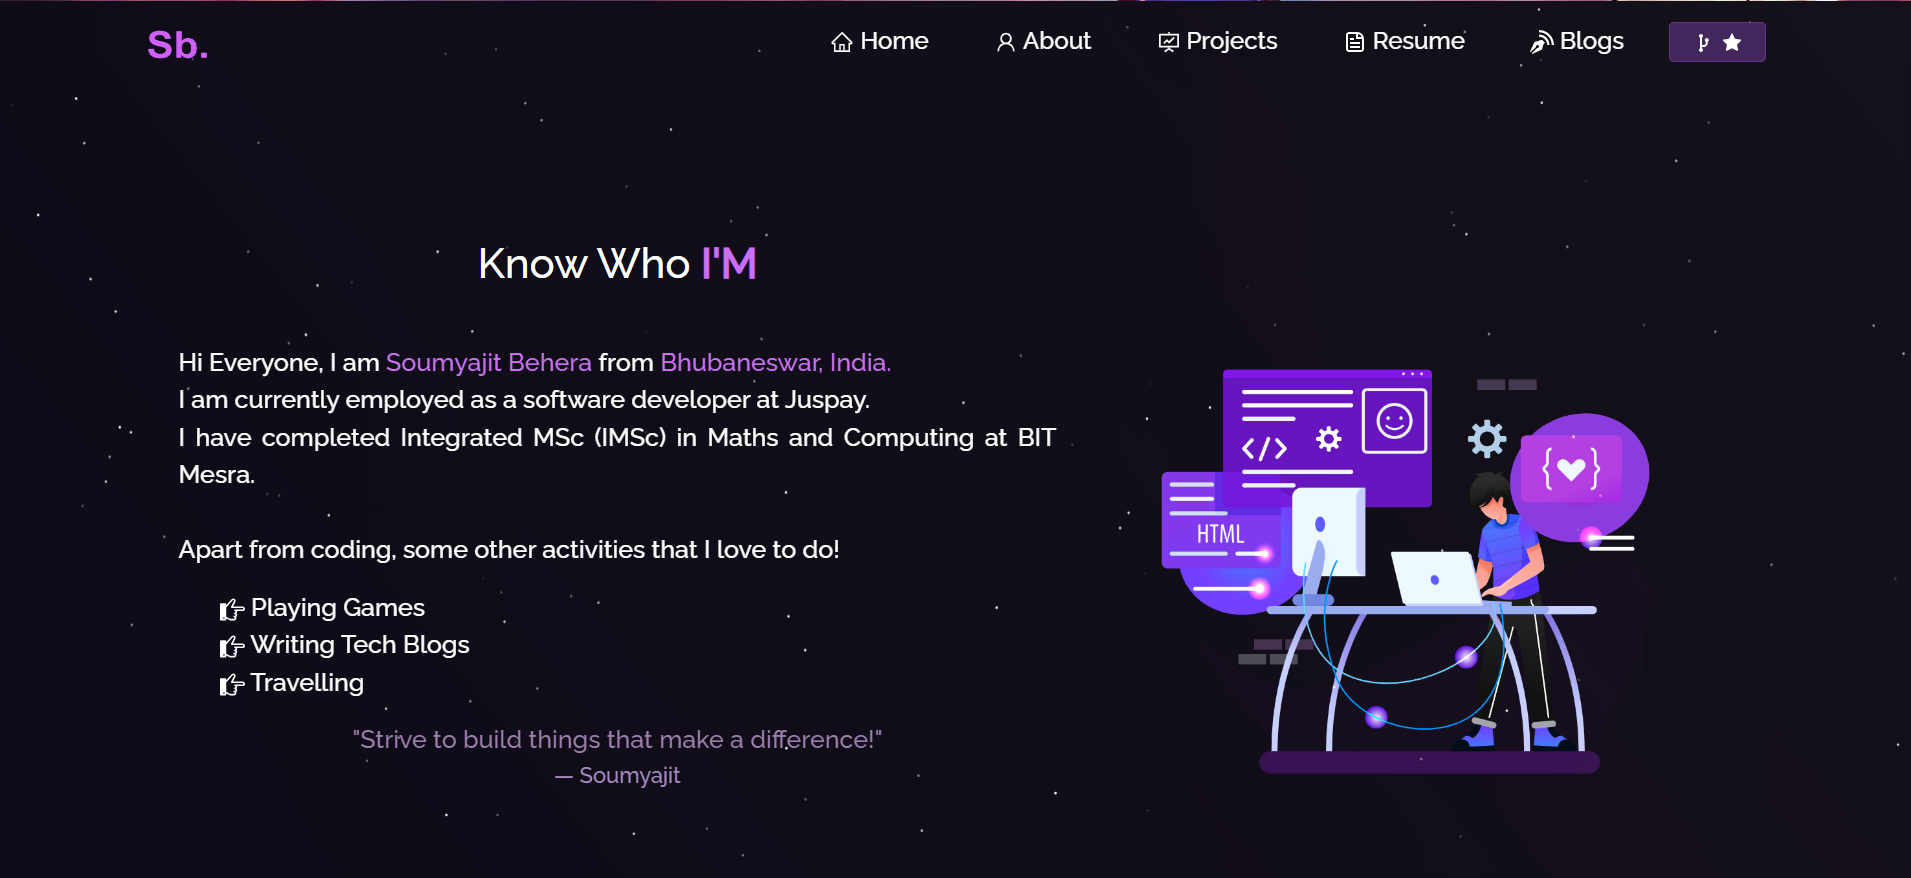 Sb.
Home
About
Projects
Resume
Blogs
Know Who I'M
Hi Everyone, I am Soumyajit Behera from Bhubaneswar, India.
I am currently employed as a software developer at Juspay.
I have completed Integrated MSc (IMSc) in Maths and Computing at BIT
Mesra.
Apart from coding, some other activities that I love to do!
Playing Games
Writing Tech Blogs
Travelling
"Strive to build things that make a difference!"
— Soumyajit
</>
HTML
{ }